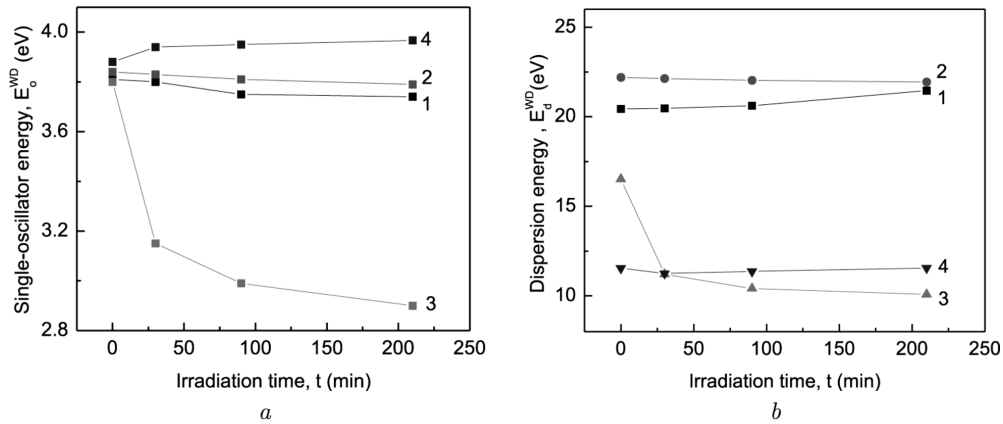 Single-oscillator energy, E_o^WD (eV)
4.0
3.6
3.2
2.8
4
2
1
3
0 50 100 150 200 250
Irradiation time, t (min)
a
Dispersion energy , E_d^WD (eV)
25
20
15
10
2
1
4
3
0 50 100 150 200 250
Irradiation time, t (min)
b